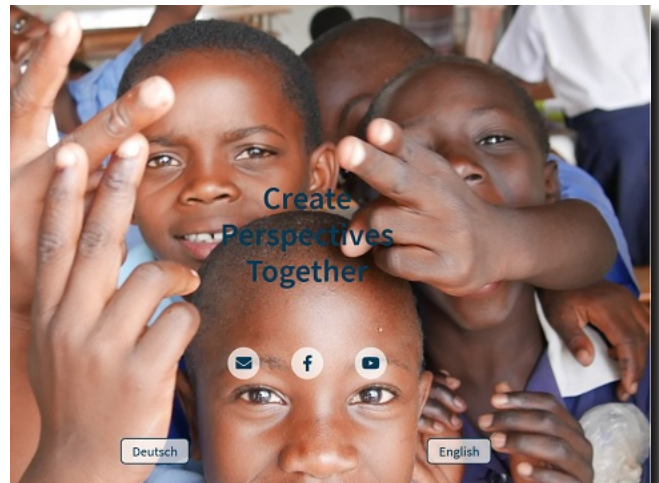 Create
Perspectives
Together
Deutsch
English